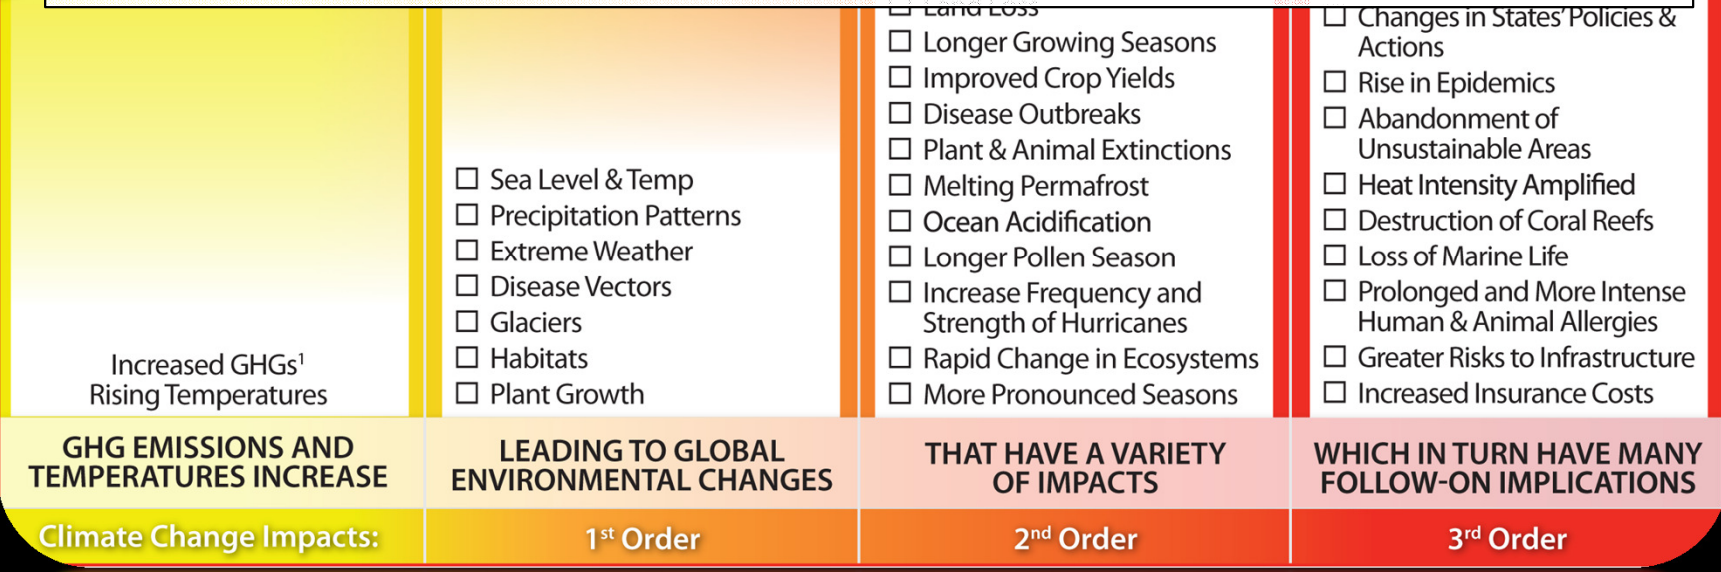 Increased GHGs¹
Rising Temperatures
GHG EMISSIONS AND
TEMPERATURES INCREASE
Climate Change Impacts:
☐ Sea Level & Temp
☐ Precipitation Patterns
☐ Extreme Weather
☐ Disease Vectors
☐ Glaciers
☐ Habitats
☐ Plant Growth
LEADING TO GLOBAL
ENVIRONMENTAL CHANGES
1st Order
☐ Land Loss
☐ Longer Growing Seasons
☐ Improved Crop Yields
☐ Disease Outbreaks
☐ Plant & Animal Extinctions
☐ Melting Permafrost
☐ Ocean Acidification
☐ Longer Pollen Season
☐ Increase Frequency and
Strength of Hurricanes
☐ Rapid Change in Ecosystems
☐ More Pronounced Seasons
THAT HAVE A VARIETY
OF IMPACTS
2nd Order
☐ Changes in States' Policies &
Actions
☐ Rise in Epidemics
☐ Abandonment of
Unsustainable Areas
☐ Heat Intensity Amplified
☐ Destruction of Coral Reefs
☐ Loss of Marine Life
☐ Prolonged and More Intense
Human & Animal Allergies
☐ Greater Risks to Infrastructure
☐ Increased Insurance Costs
WHICH IN TURN HAVE MANY
FOLLOW-ON IMPLICATIONS
3rd Order